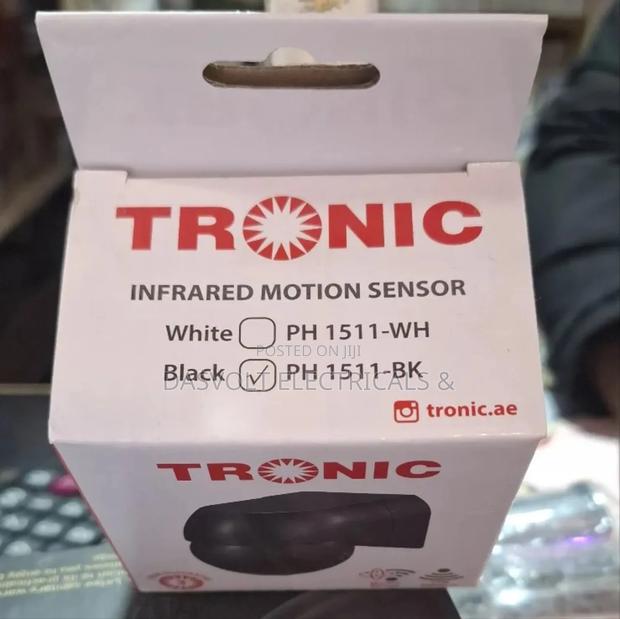 TRONIC
INFRARED MOTION SENSOR
White PH 1511-WH
POSTED ON JIJI
Black ✓ PH 1511-BK
DASVOLT ELECTRICALS &
tronic.ae
TRONIC